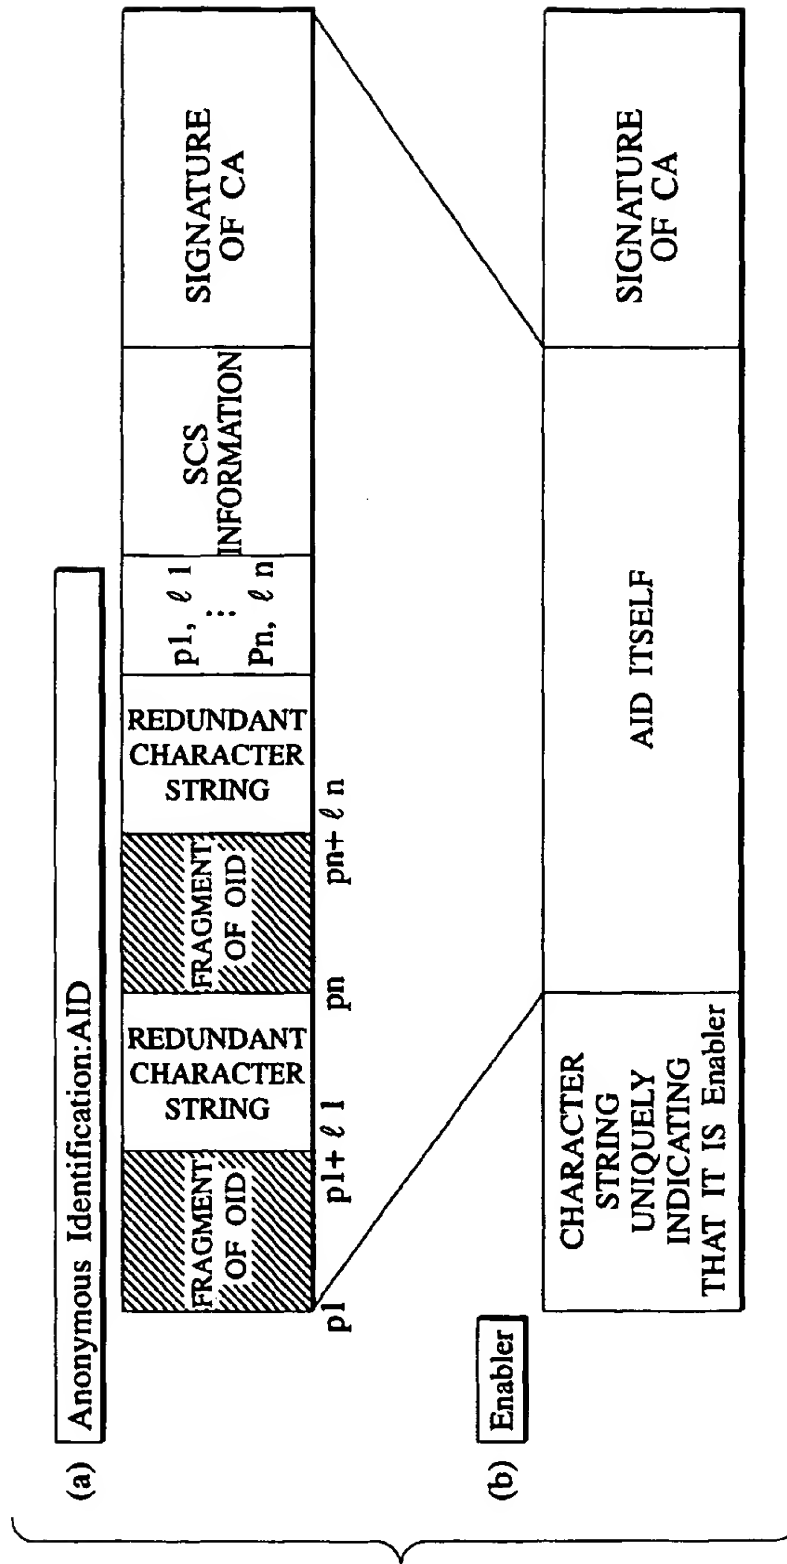 (a) Anonymous Identification:AID
FRAGMENT
OF OID
REDUNDANT
CHARACTER
STRING
FRAGMENT
OF OID
REDUNDANT
CHARACTER
STRING
p1, ℓ 1
⋮
Pn, ℓ n
SCS
INFORMATION
SIGNATURE
OF CA
p1
p1+ ℓ 1
pn
pn+ ℓ n
(b) Enabler
CHARACTER
STRING
UNIQUELY
INDICATING
THAT IT IS Enabler
AID ITSELF
SIGNATURE
OF CA